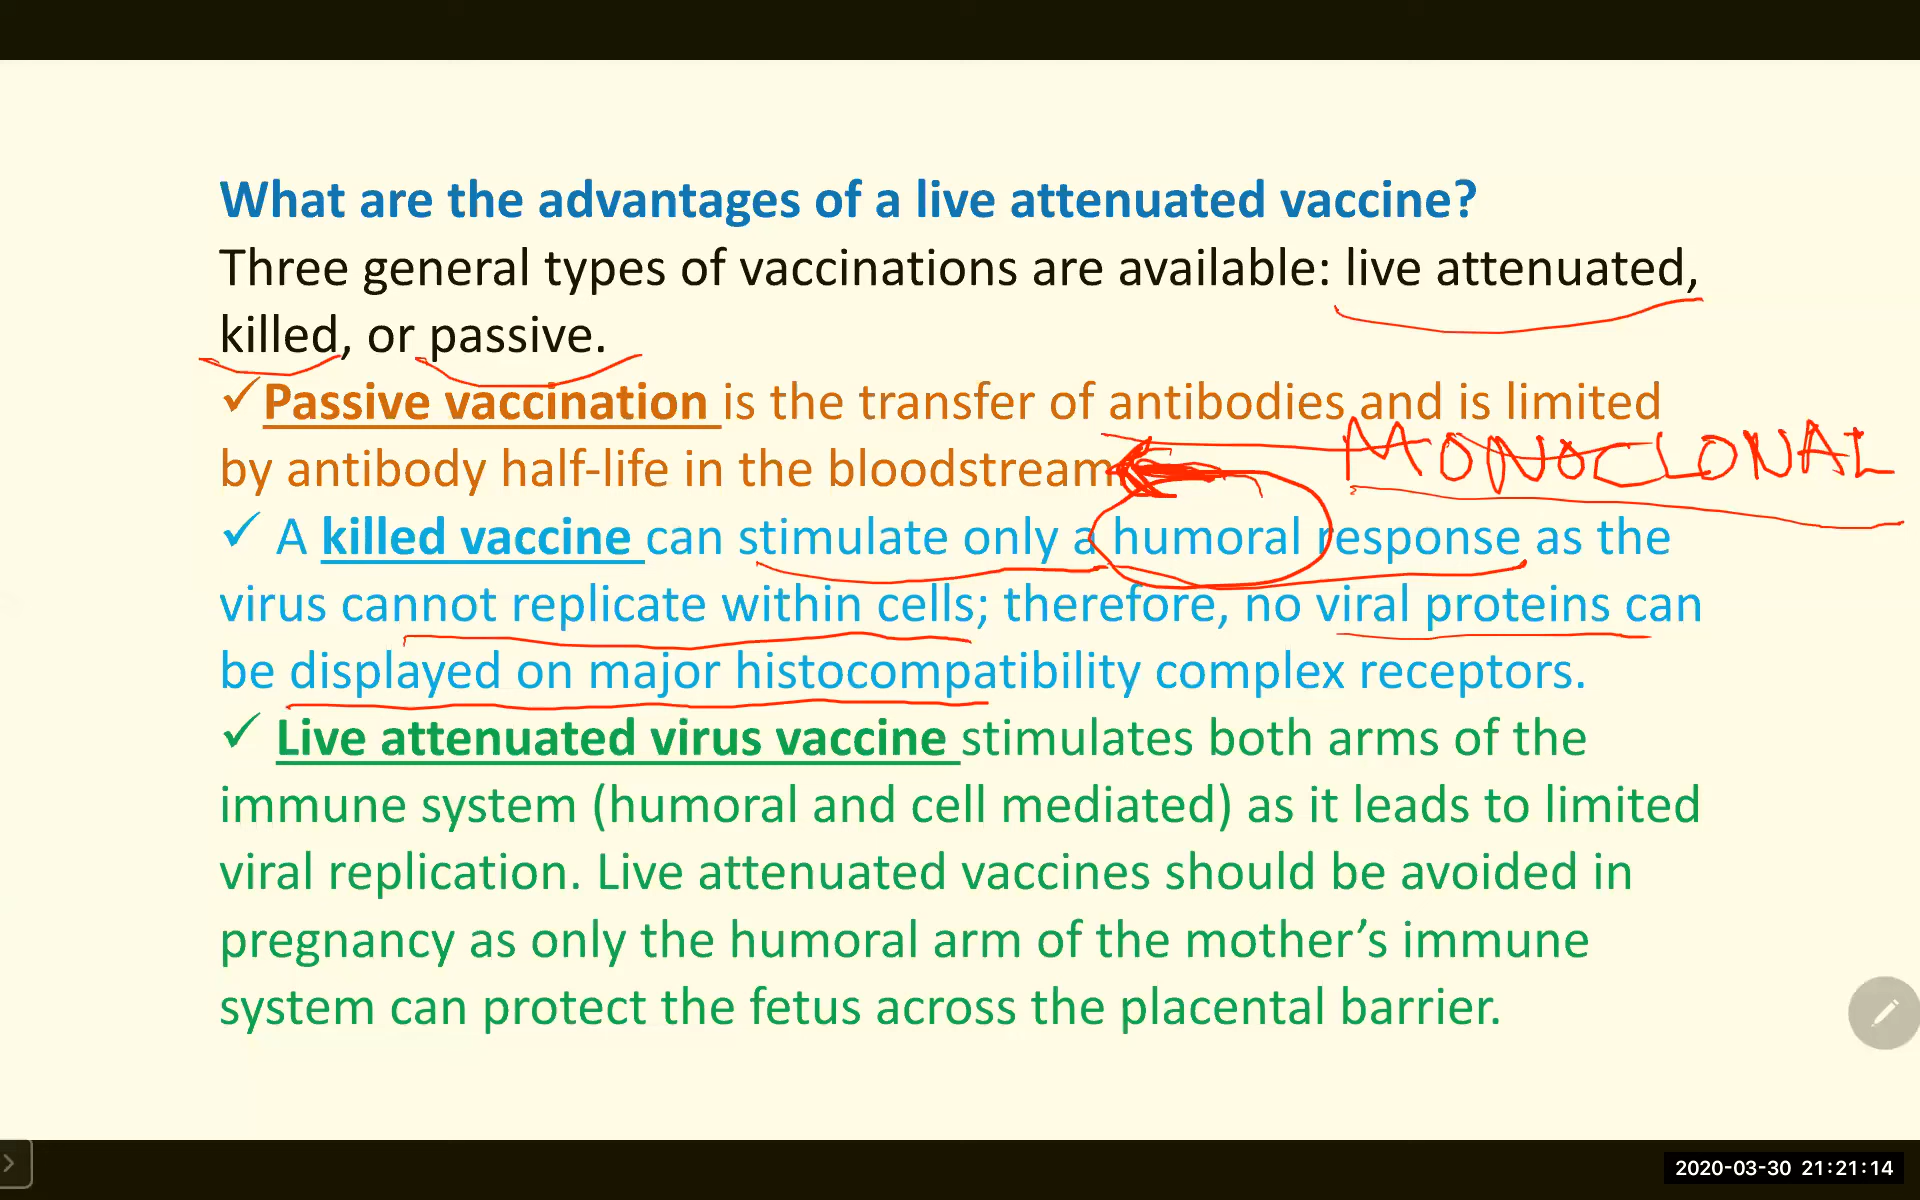 What are the advantages of a live attenuated vaccine?
Three general types of vaccinations are available: live attenuated,
killed, or passive.
✓Passive vaccination is the transfer of antibodies and is limited
by antibody half-life in the bloodstream
MONOCLONAL
✓ A killed vaccine can stimulate only a humoral response as the
virus cannot replicate within cells; therefore, no viral proteins can
be displayed on major histocompatibility complex receptors.
✓ Live attenuated virus vaccine stimulates both arms of the
immune system (humoral and cell mediated) as it leads to limited
viral replication. Live attenuated vaccines should be avoided in
pregnancy as only the humoral arm of the mother’s immune
system can protect the fetus across the placental barrier.
2020-03-30 21:21:14